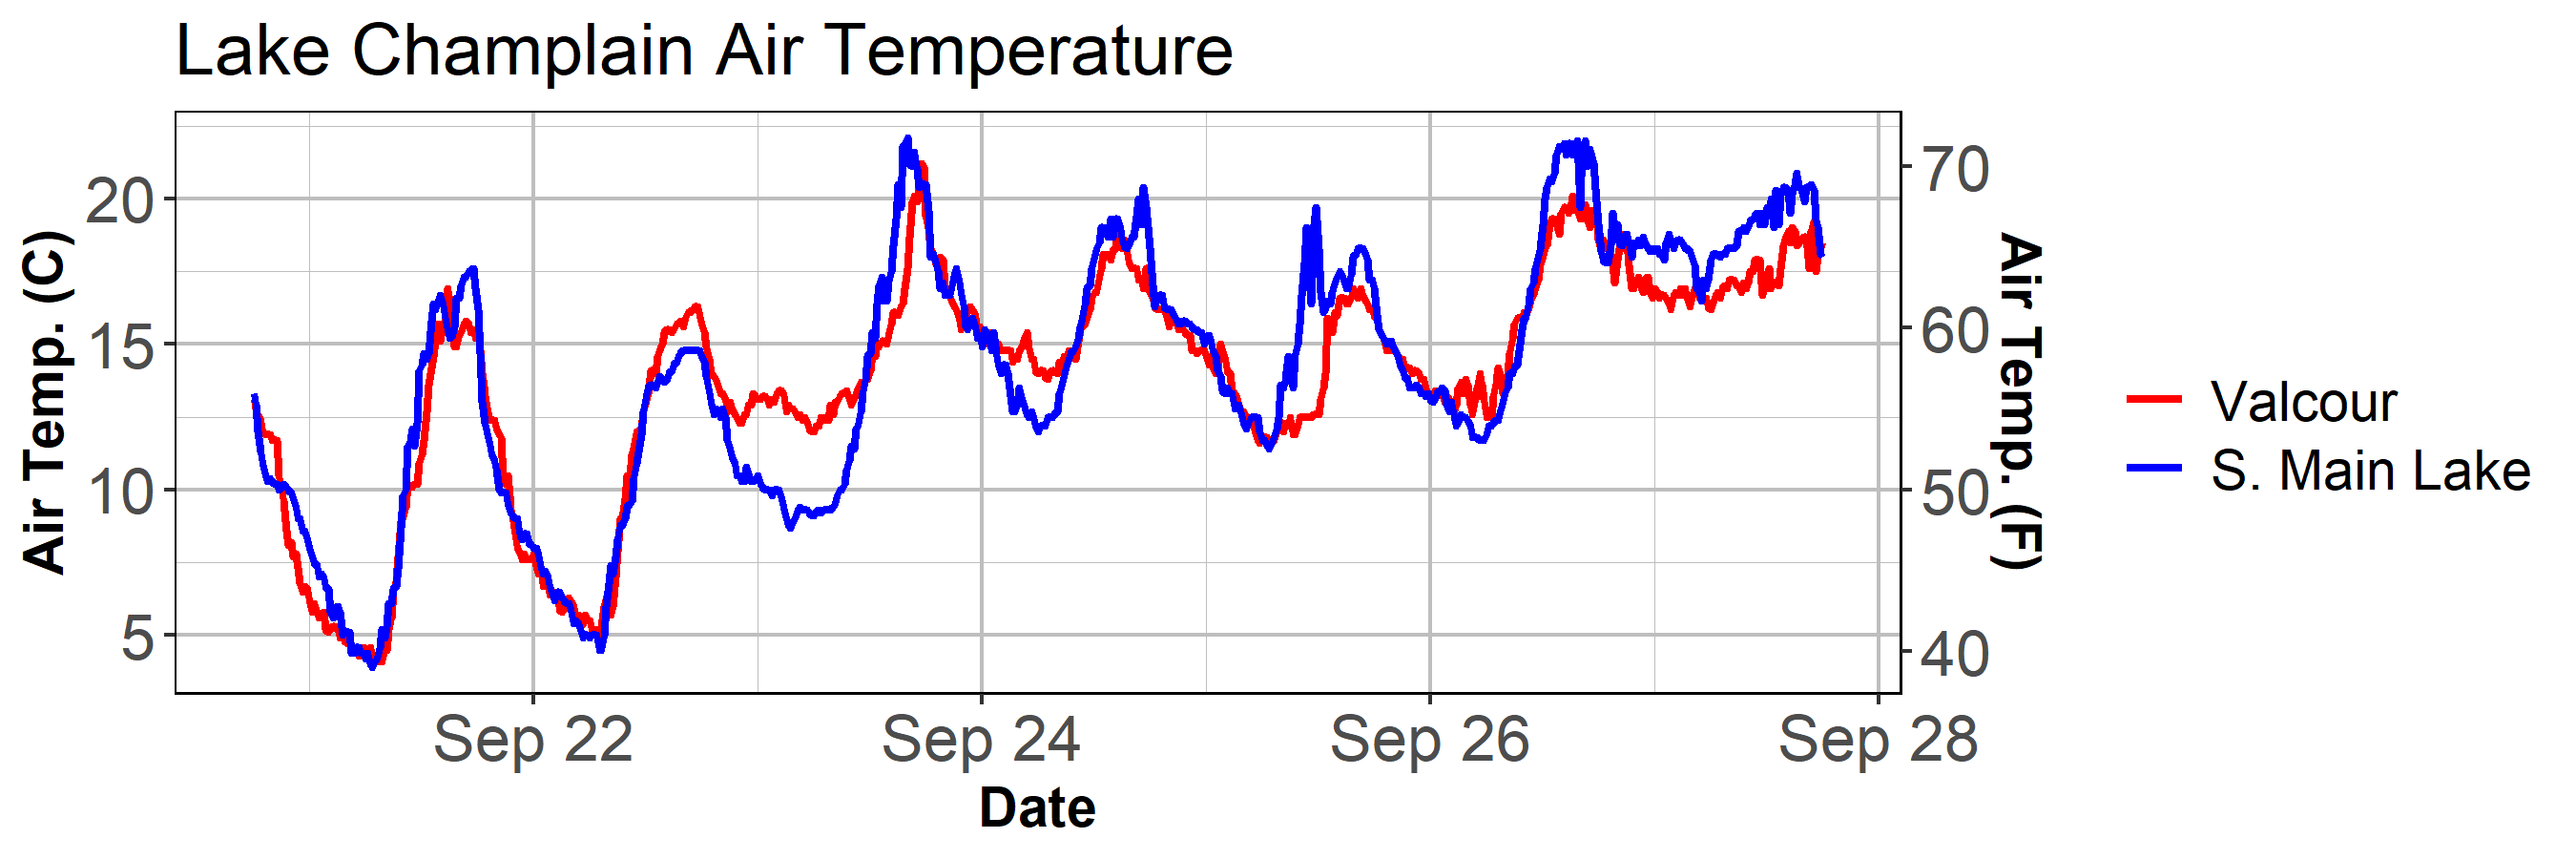 Lake Champlain Air Temperature
Air Temp. (C)
20
15
10
5
70
60
50
40
Air Temp. (F)
Sep 22
Sep 24
Sep 26
Sep 28
Date
Valcour
S. Main Lake